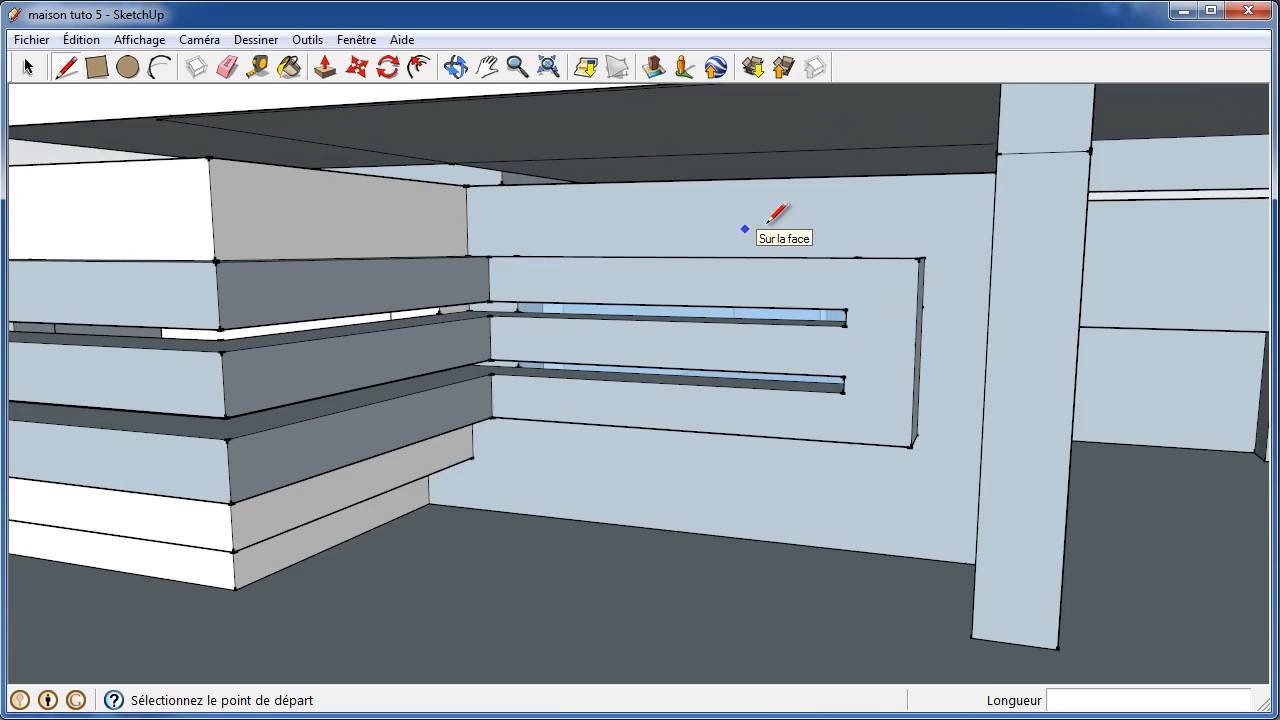 maison tuto 5 - SketchUp
Fichier Édition Affichage Caméra Dessiner Outils Fenêtre Aide
Sur la face
Sélectionnez le point de départ
Longueur